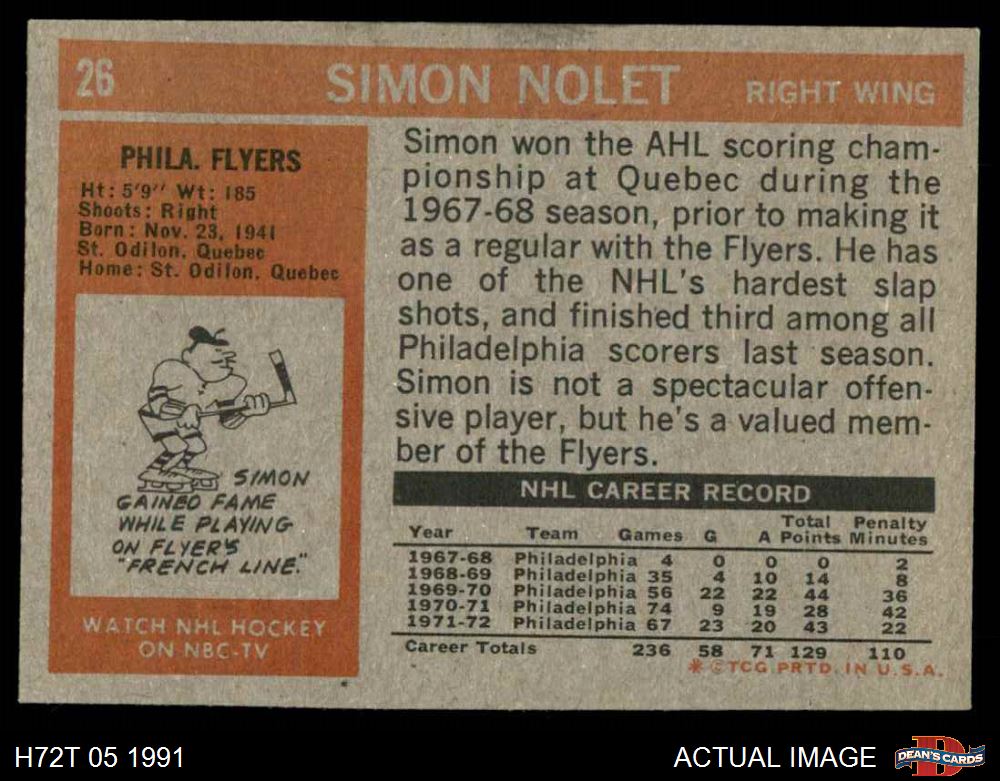 26
SIMON NOLET
RIGHT WING
PHILA. FLYERS
Ht: 5'9'' Wt: 185
Shoots: Right
Born: Nov. 23, 1941
St. Odilon, Quebec
Home: St. Odilon, Quebec
SIMON
GAINED FAME
WHILE PLAYING
ON FLYER'S
"FRENCH LINE."
WATCH NHL HOCKEY
ON NBC-TV
Simon won the AHL scoring cham-
pionship at Quebec during the
1967-68 season, prior to making it
as a regular with the Flyers. He has
one of the NHL's hardest slap
shots, and finished third among all
Philadelphia scorers last season.
Simon is not a spectacular offen-
sive player, but he's a valued mem-
ber of the Flyers.
NHL CAREER RECORD
Year Team Games G A Total Points Penalty Minutes
1967-68 Philadelphia 4 0 0 0 2
1968-69 Philadelphia 35 4 10 14 8
1969-70 Philadelphia 56 22 22 44 36
1970-71 Philadelphia 74 9 19 28 42
1971-72 Philadelphia 67 23 20 43 22
Career Totals 236 58 71 129 110
* © TCG PRTD. IN U.S.A.
H72T 05 1991
ACTUAL IMAGE
DEAN'S CARDS